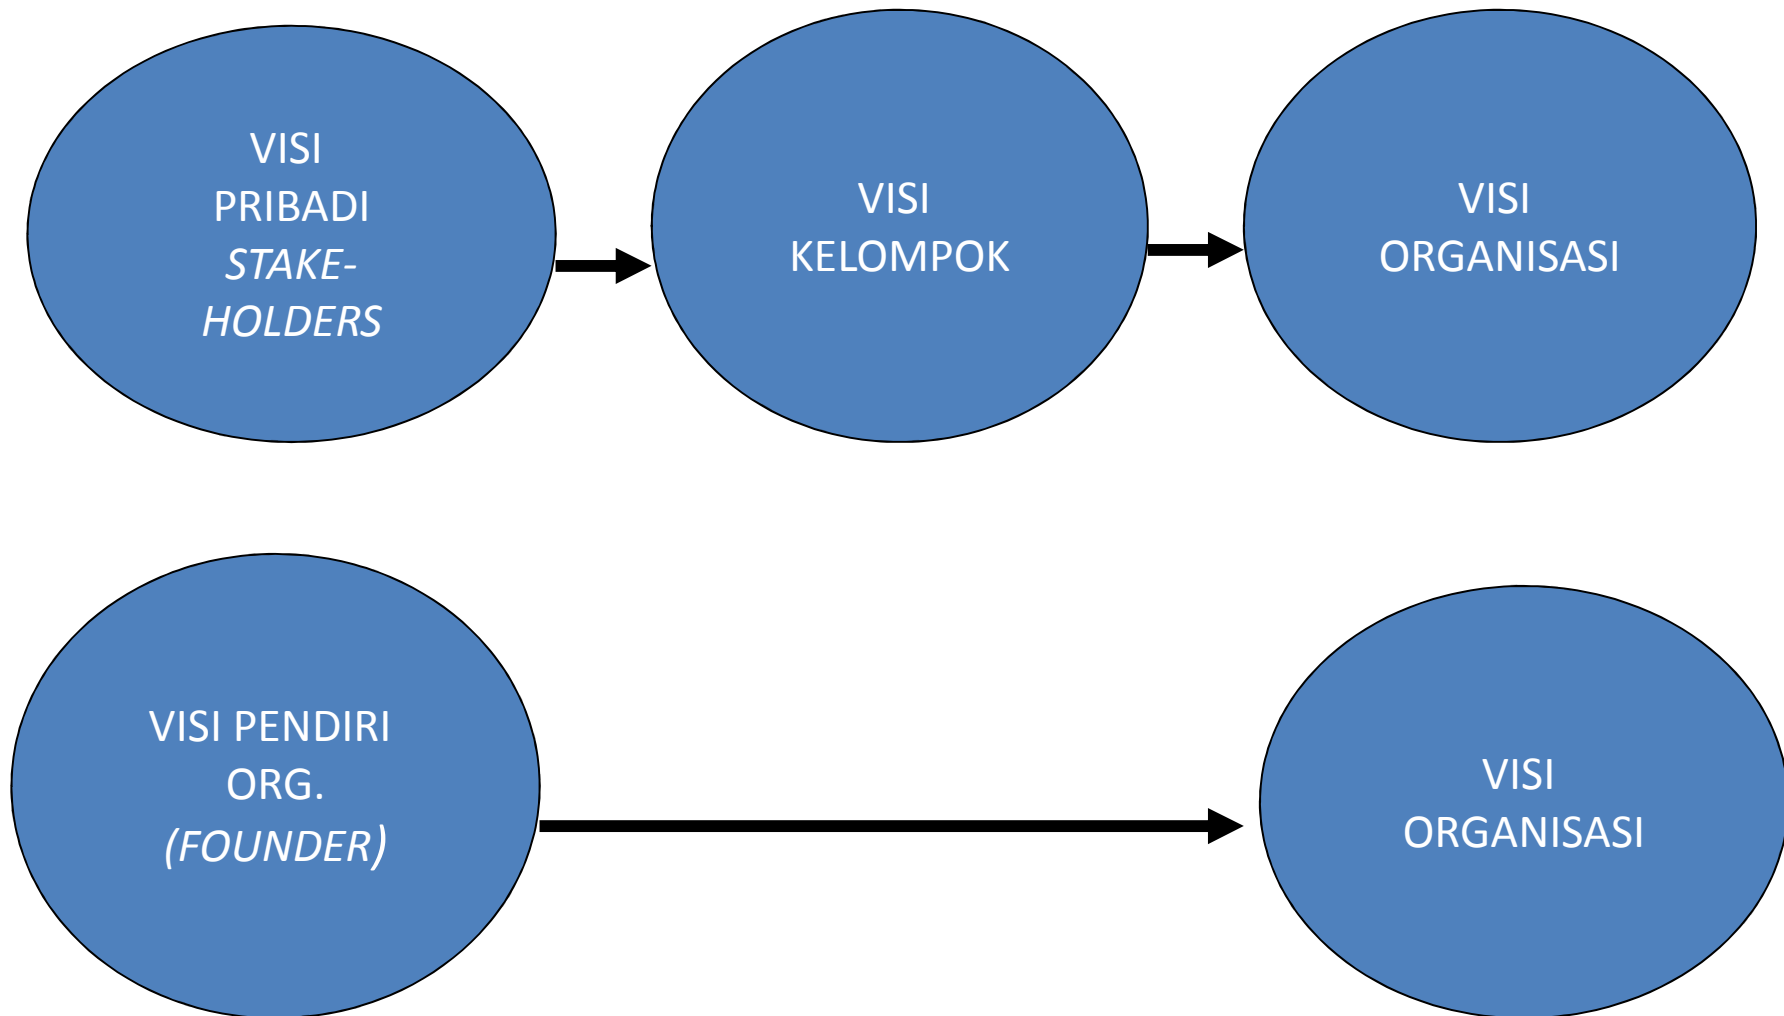 VISI
PRIBADI
STAKE-
HOLDERS
VISI
KELOMPOK
VISI
ORGANISASI
VISI PENDIRI
ORG.
(FOUNDER)
VISI
ORGANISASI